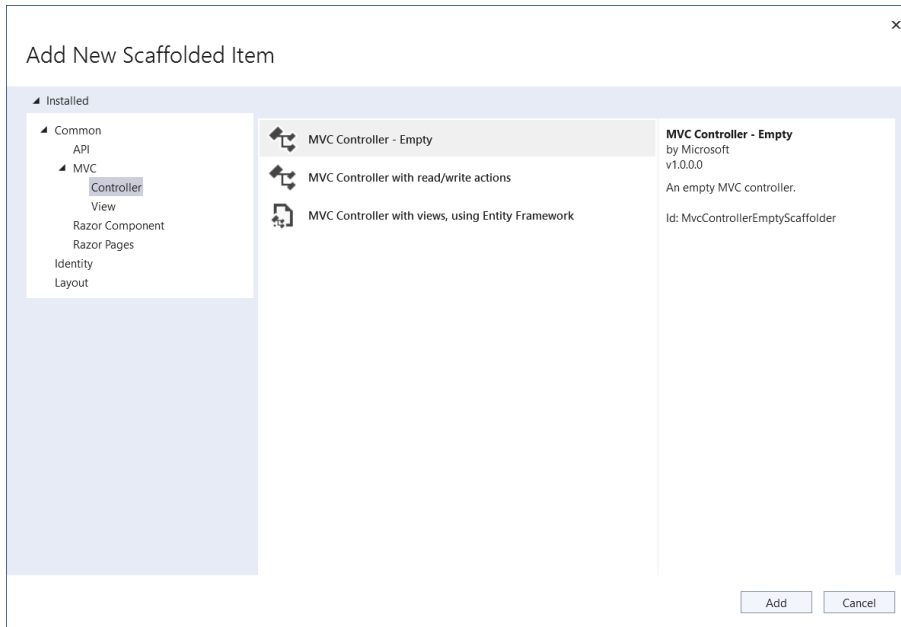 Add New Scaffolded Item
Installed
Common
API
MVC
Controller
View
Razor Component
Razor Pages
Identity
Layout
MVC Controller - Empty
MVC Controller with read/write actions
MVC Controller with views, using Entity Framework
MVC Controller - Empty
by Microsoft
v1.0.0.0
An empty MVC controller.
Id: MvcControllerEmptyScaffolder
Add
Cancel